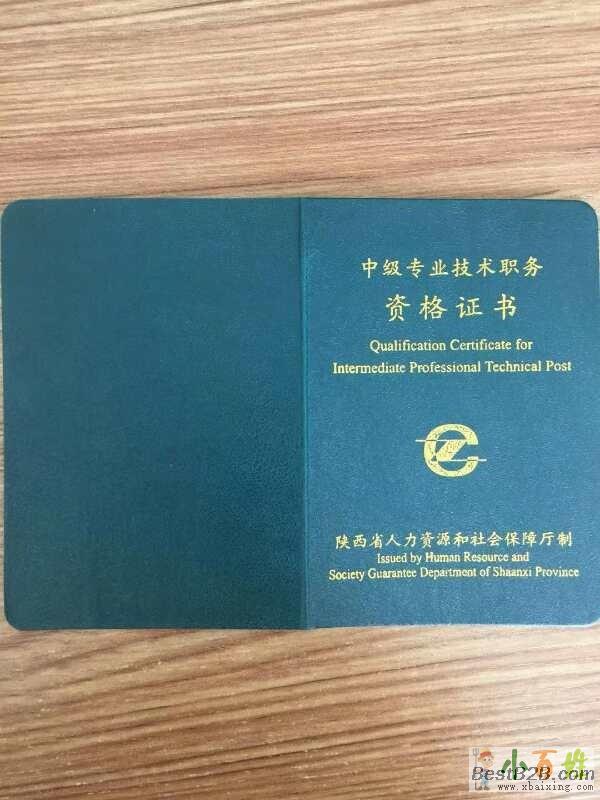 中级专业技术职务
资格证书
Qualification Certificate for
Intermediate Professional Technical Post
陕西省人力资源和社会保障厅制
Issued by Human Resource and
Society Guarantee Department of Shaanxi Province
小百姓
BestB2B.com
www.xbaixing.com